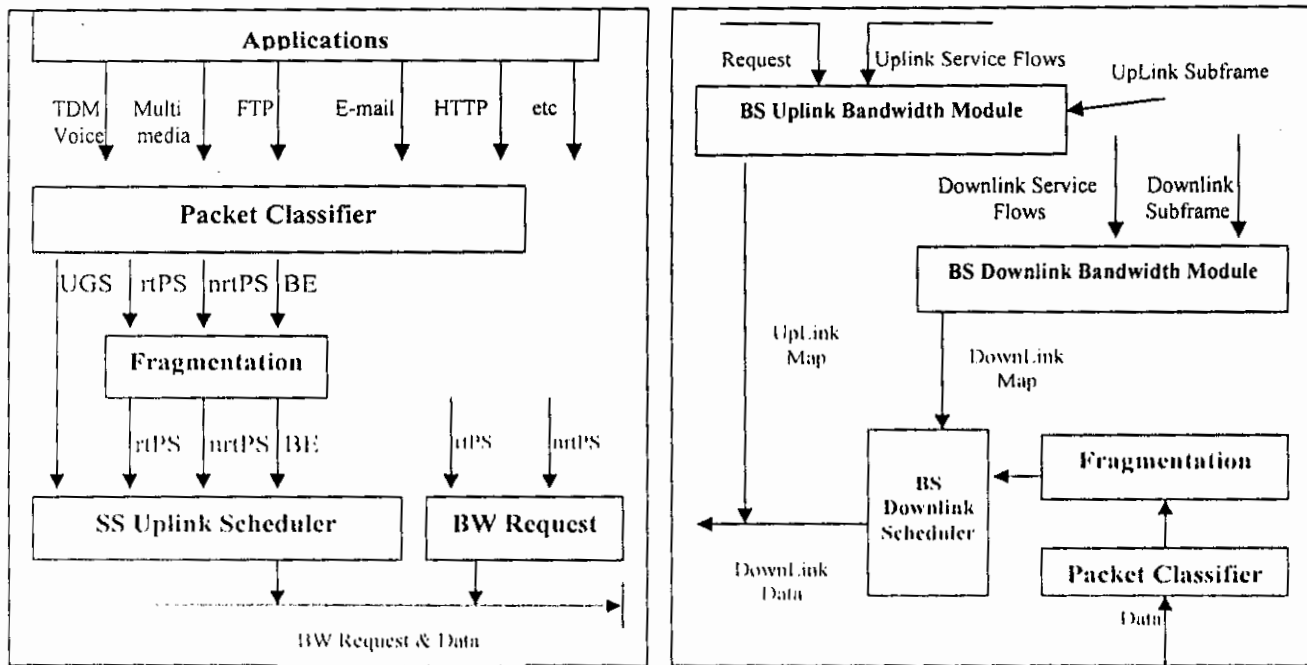 Applications
TDM Voice
Multi media
FTP
E-mail
HTTP
etc
Packet Classifier
UGS
rtPS
nrtPS
BE
Fragmentation
rtPS
nrtPS
BE
rtPS
nrtPS
SS Uplink Scheduler
BW Request
BW Request & Data
Request
Uplink Service Flows
UpLink Subframe
BS Uplink Bandwidth Module
Downlink Service
Flows
Downlink
Subframe
BS Downlink Bandwidth Module
UpLink
Map
DownLink
Map
BS
Downlink
Scheduler
Fragmentation
Packet Classifier
DownLink
Data
Data